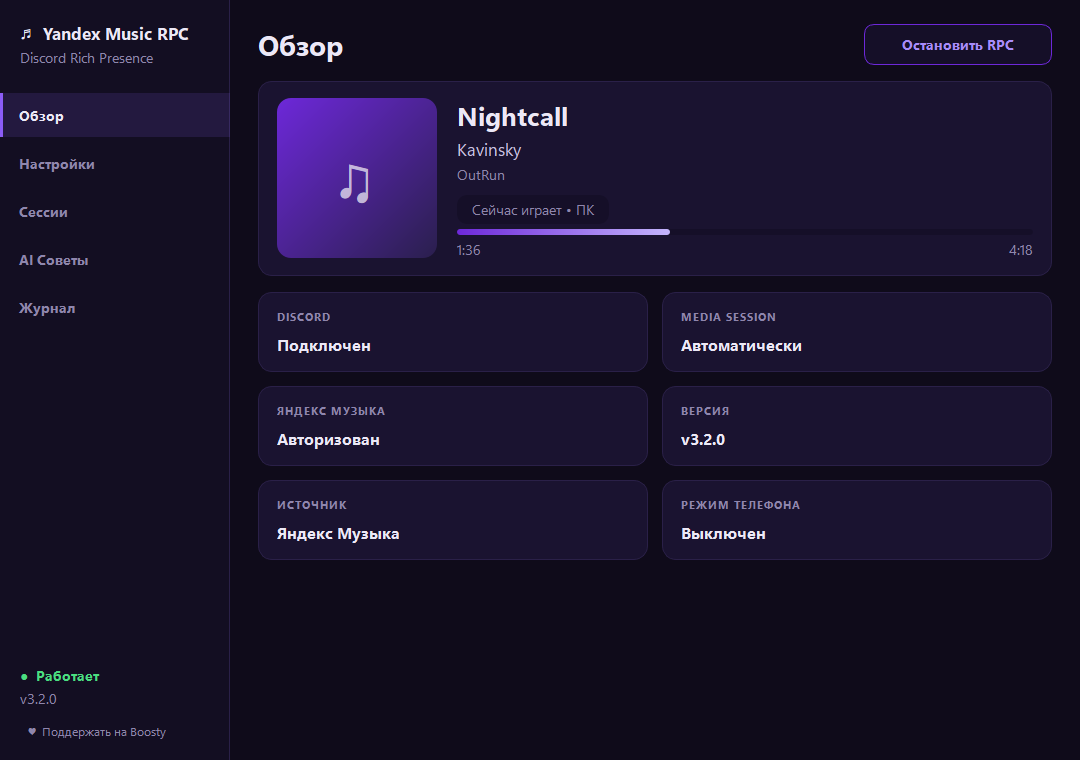 Yandex Music RPC
Discord Rich Presence
Обзор
Настройки
Сессии
AI Советы
Журнал
● Работает
v3.2.0
♥ Поддержать на Boosty
Обзор
Остановить RPC
Nightcall
Kavinsky
OutRun
Сейчас играет • ПК
1:36
4:18
DISCORD
Подключен
MEDIA SESSION
Автоматически
ЯНДЕКС МУЗЫКА
Авторизован
ВЕРСИЯ
v3.2.0
ИСТОЧНИК
Яндекс Музыка
РЕЖИМ ТЕЛЕФОНА
Выключен